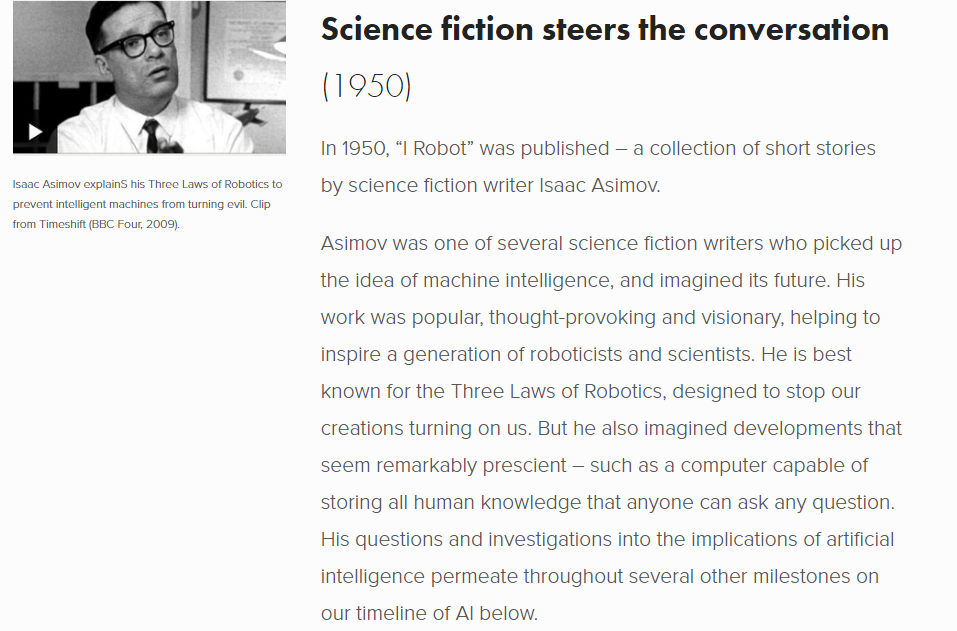 Science fiction steers the conversation
(1950)
In 1950, “I Robot” was published – a collection of short stories
by science fiction writer Isaac Asimov.
Asimov was one of several science fiction writers who picked up
the idea of machine intelligence, and imagined its future. His
work was popular, thought-provoking and visionary, helping to
inspire a generation of roboticists and scientists. He is best
known for the Three Laws of Robotics, designed to stop our
creations turning on us. But he also imagined developments that
seem remarkably prescient – such as a computer capable of
storing all human knowledge that anyone can ask any question.
His questions and investigations into the implications of artificial
intelligence permeate throughout several other milestones on
our timeline of AI below.
Isaac Asimov explainS his Three Laws of Robotics to
prevent intelligent machines from turning evil. Clip
from Timeshift (BBC Four, 2009).